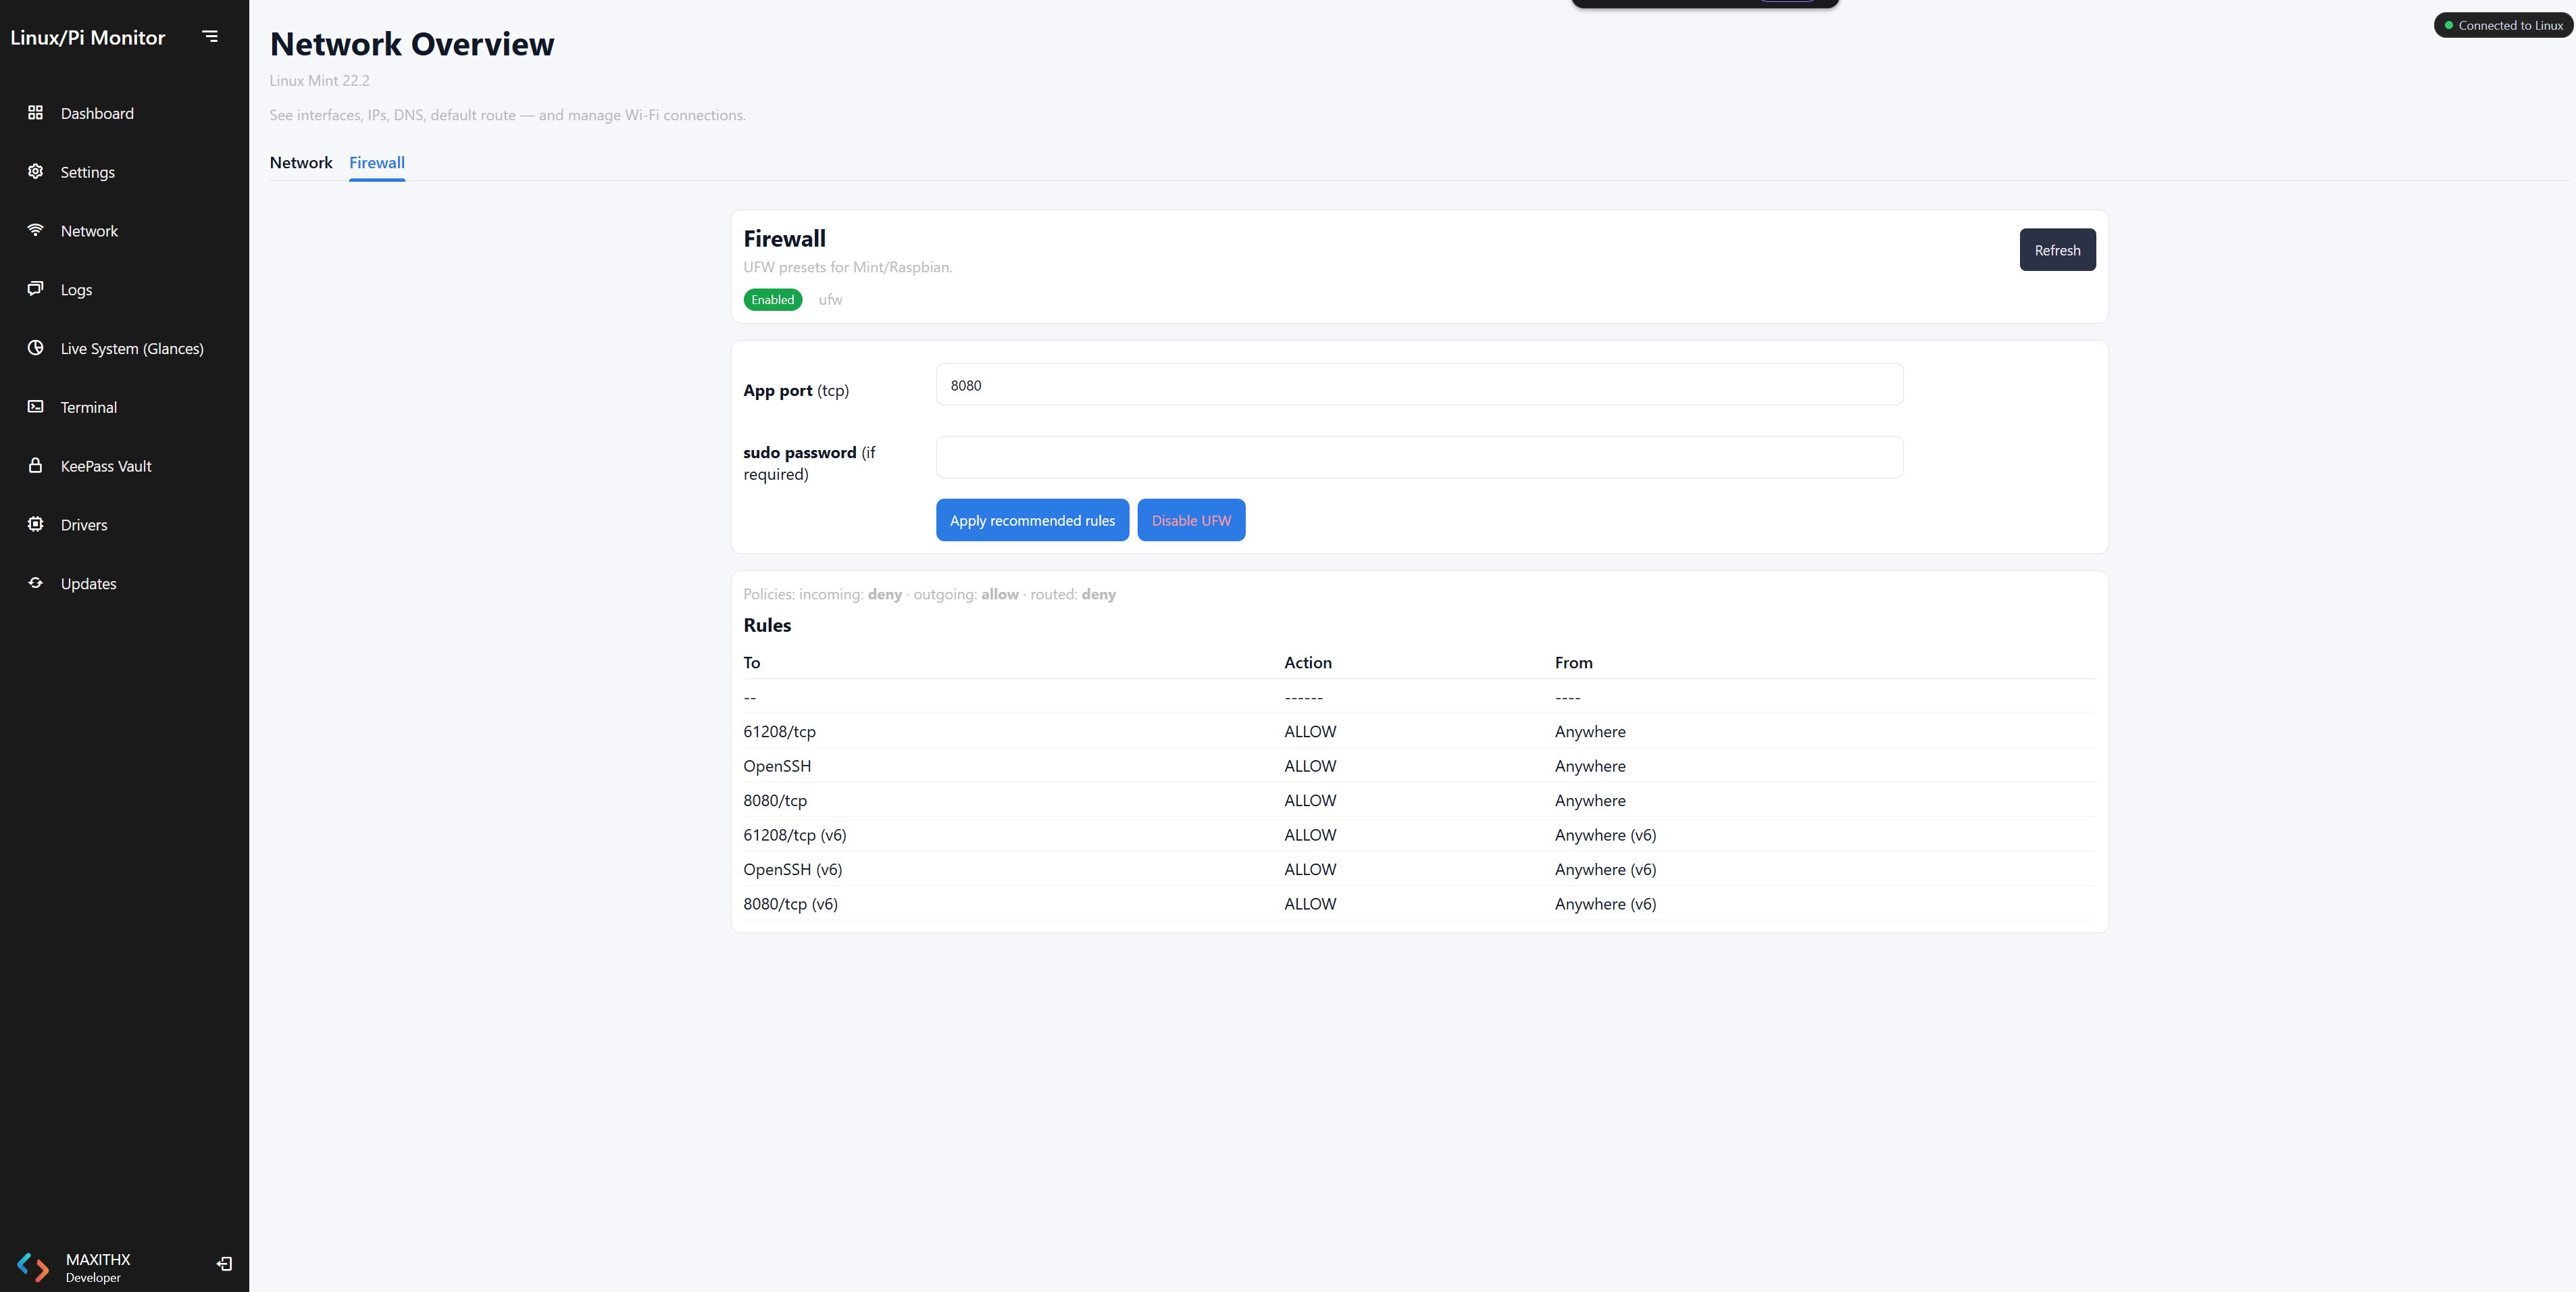 Linux/Pi Monitor
Dashboard
Settings
Network
Logs
Live System (Glances)
Terminal
KeePass Vault
Drivers
Updates
MAXITHX
Developer
Connected to Linux
Network Overview
Linux Mint 22.2
See interfaces, IPs, DNS, default route — and manage Wi-Fi connections.
Network Firewall
Firewall
Refresh
UFW presets for Mint/Raspbian.
Enabled ufw
App port (tcp) 8080
sudo password (if
required)
Apply recommended rules Disable UFW
Policies: incoming: deny · outgoing: allow · routed: deny
Rules
To Action From
-- ------ ----
61208/tcp ALLOW Anywhere
OpenSSH ALLOW Anywhere
8080/tcp ALLOW Anywhere
61208/tcp (v6) ALLOW Anywhere (v6)
OpenSSH (v6) ALLOW Anywhere (v6)
8080/tcp (v6) ALLOW Anywhere (v6)